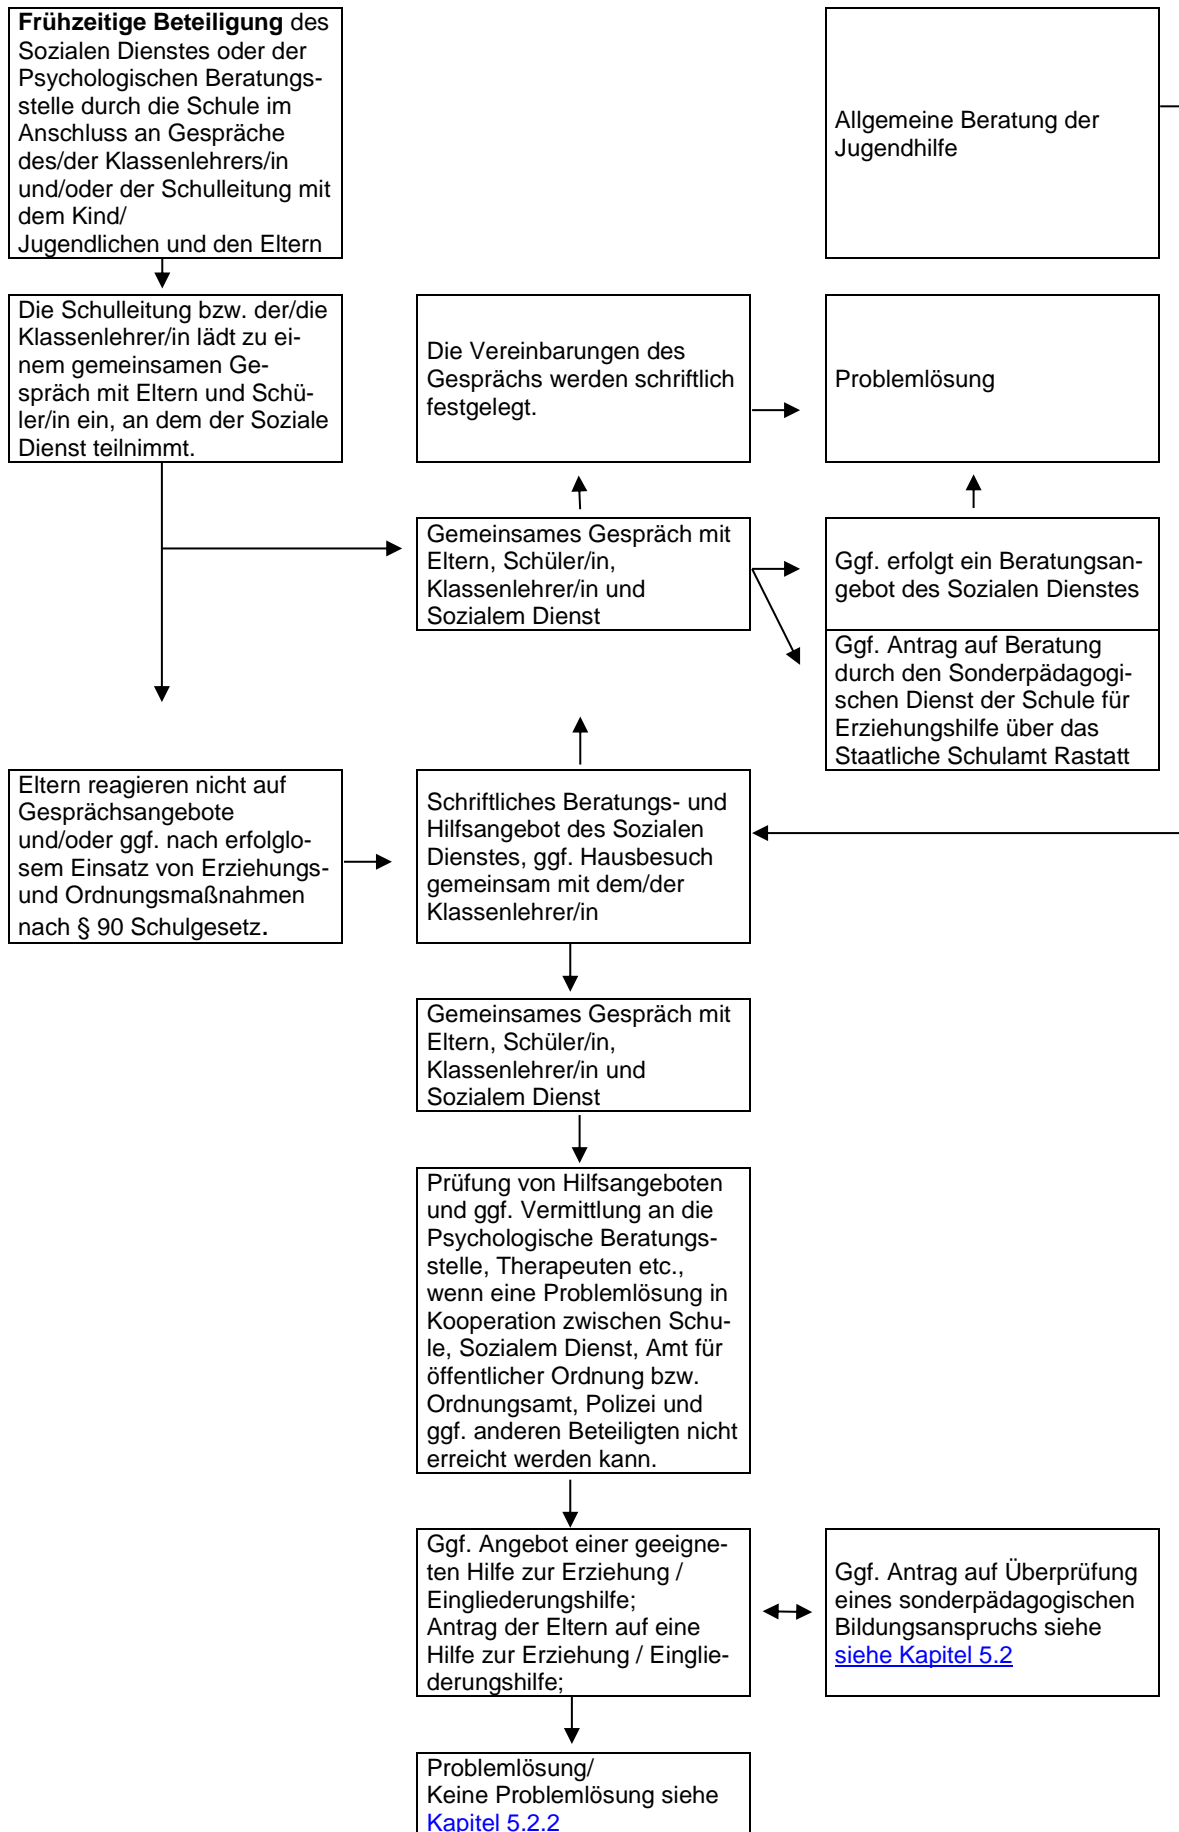 Frühzeitige Beteiligung des
Sozialen Dienstes oder der
Psychologischen Beratungs-
stelle durch die Schule im
Anschluss an Gespräche
des/der Klassenlehrers/in
und/oder der Schulleitung mit
dem Kind/
Jugendlichen und den Eltern
Allgemeine Beratung der
Jugendhilfe
Die Schulleitung bzw. der/die
Klassenlehrer/in lädt zu ei-
nem gemeinsamen Ge-
spräch mit Eltern und Schü-
ler/in ein, an dem der Soziale
Dienst teilnimmt.
Die Vereinbarungen des
Gesprächs werden schriftlich
festgelegt.
Problemlösung
Gemeinsames Gespräch mit
Eltern, Schüler/in,
Klassenlehrer/in und
Sozialem Dienst
Ggf. erfolgt ein Beratungsan-
gebot des Sozialen Dienstes
Ggf. Antrag auf Beratung
durch den Sonderpädagogi-
schen Dienst der Schule für
Erziehungshilfe über das
Staatliche Schulamt Rastatt
Eltern reagieren nicht auf
Gesprächsangebote
und/oder ggf. nach erfolglo-
sem Einsatz von Erziehungs-
und Ordnungsmaßnahmen
nach § 90 Schulgesetz.
Schriftliches Beratungs- und
Hilfsangebot des Sozialen
Dienstes, ggf. Hausbesuch
gemeinsam mit dem/der
Klassenlehrer/in
Gemeinsames Gespräch mit
Eltern, Schüler/in,
Klassenlehrer/in und
Sozialem Dienst
Prüfung von Hilfsangeboten
und ggf. Vermittlung an die
Psychologische Beratungs-
stelle, Therapeuten etc.,
wenn eine Problemlösung in
Kooperation zwischen Schu-
le, Sozialem Dienst, Amt für
öffentlicher Ordnung bzw.
Ordnungsamt, Polizei und
ggf. anderen Beteiligten nicht
erreicht werden kann.
Ggf. Angebot einer geeigne-
ten Hilfe zur Erziehung /
Eingliederungshilfe;
Antrag der Eltern auf eine
Hilfe zur Erziehung / Einglie-
derungshilfe;
Ggf. Antrag auf Überprüfung
eines sonderpädagogischen
Bildungsanspruchs siehe
siehe Kapitel 5.2
Problemlösung/
Keine Problemlösung siehe
Kapitel 5.2.2